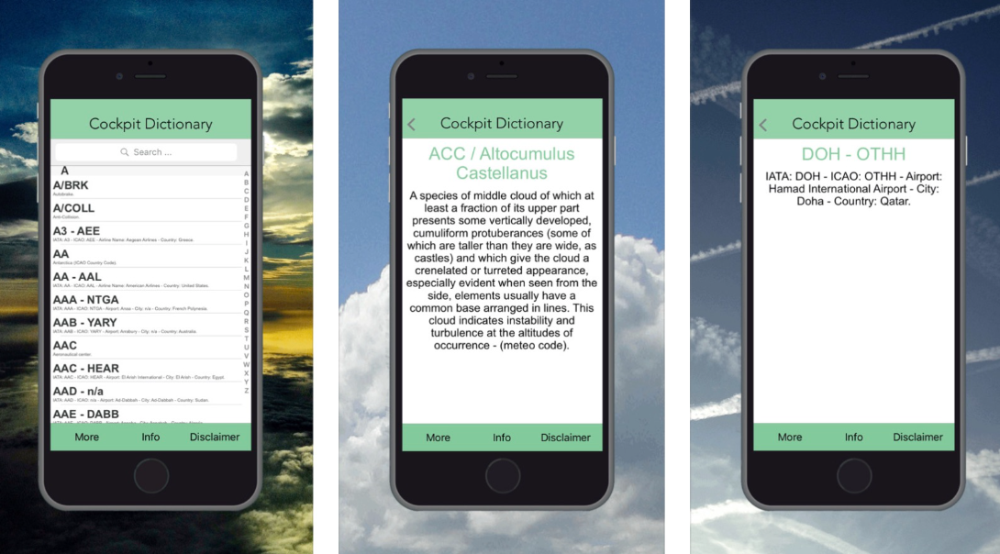 Cockpit Dictionary
Search ...
A
A/BRK
Autobrake.
A/COLL
Anti-Collision.
A3 - AEE
IATA: A3 - ICAO: AEE - Airline Name: Aegean Airlines - Country: Greece.
AA
Antarctica (ICAO Country Code).
AA - AAL
IATA: AA - ICAO: AAL - Airline Name: American Airlines - Country: United States.
AAA - NTGA
IATA: AAA - ICAO: NTGA - Airport: Anaa - City: n/a - Country: French Polynesia.
AAB - YARY
IATA: AAB - ICAO: YARY - Airport: Arrabury - City: n/a - Country: Australia.
AAC
Aeronautical center.
AAC - HEAR
IATA: AAC - ICAO: HEAR - Airport: El Arish International - City: El Arish - Country: Egypt.
AAD - n/a
IATA: AAD - ICAO: n/a - Airport: Ad-Dabbah - City: Ad-Dabbah - Country: Sudan.
AAE - DABB
A
B
C
D
E
F
G
H
I
J
K
L
M
N
O
P
Q
R
S
T
U
V
W
X
Y
Z
More Info Disclaimer
Cockpit Dictionary
ACC / Altocumulus
Castellanus
A species of middle cloud of which at
least a fraction of its upper part
presents some vertically developed,
cumuliform protuberances (some of
which are taller than they are wide, as
castles) and which give the cloud a
crenelated or turreted appearance,
especially evident when seen from the
side, elements usually have a
common base arranged in lines. This
cloud indicates instability and
turbulence at the altitudes of
occurrence - (meteo code).
More Info Disclaimer
Cockpit Dictionary
DOH - OTHH
IATA: DOH - ICAO: OTHH - Airport:
Hamad International Airport - City:
Doha - Country: Qatar.
More Info Disclaimer